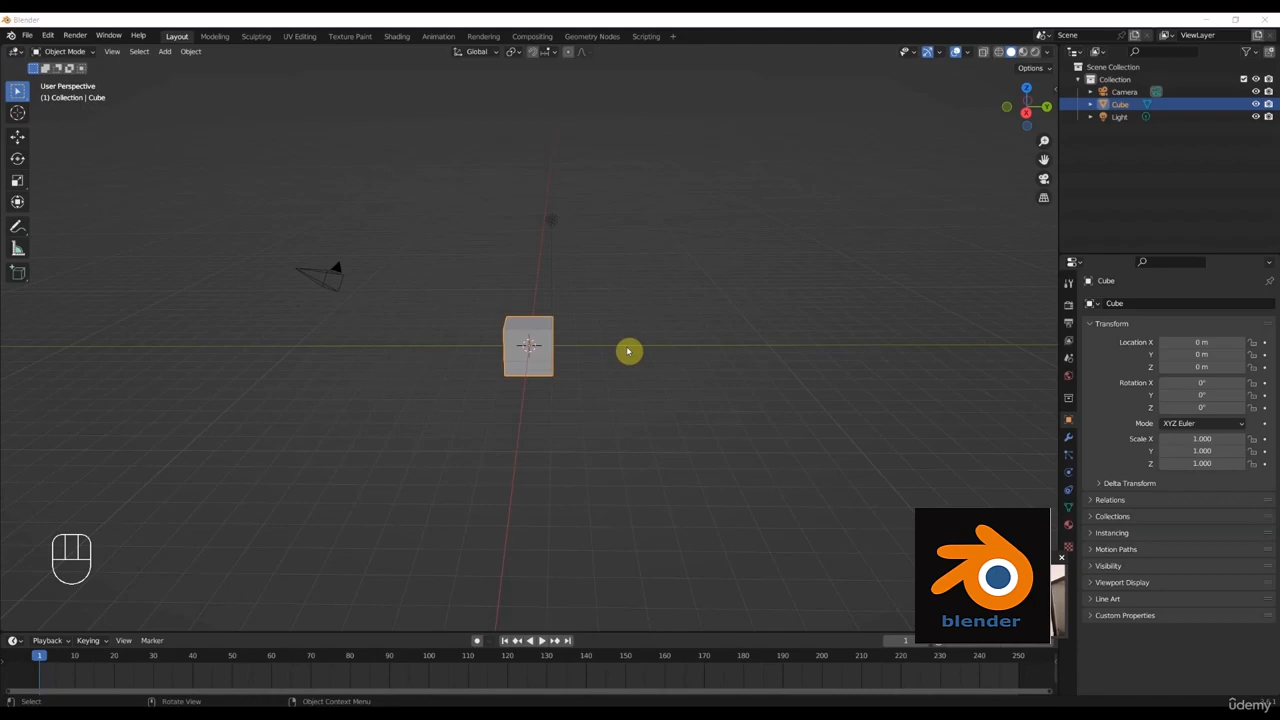 Blender
File Edit Render Window Help Layout Modeling Sculpting UV Editing Texture Paint Shading Animation Rendering Compositing Geometry Nodes Scripting + Scene ViewLayer
Object Mode View Select Add Object Global
Options
User Perspective
(1) Collection | Cube
Z
Y
X
Scene Collection
Collection
Camera
Cube
Light
Cube
Cube
Transform
Location X 0 m
Y 0 m
Z 0 m
Rotation X 0°
Y 0°
Z 0°
Mode XYZ Euler
Scale X 1.000
Y 1.000
Z 1.000
Delta Transform
Relations
Collections
Instancing
Motion Paths
Visibility
Viewport Display
Line Art
Custom Properties
blender
Playback Keying View Marker 1
1 10 20 30 40 50 60 70 80 90 100 110 120 130 140 150 160 170 180 190 200 210 220 230 240 250
Select Rotate View Object Context Menu
udemy